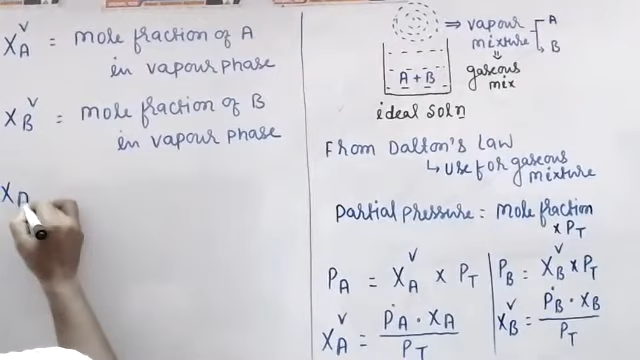 X_A^V = mole fraction of A
in vapour phase
X_B^V = mole fraction of B
in vapour phase
X_A
⇒ vapour
mixture
A
B
⇓
gaseous
mix
A + B
ideal soln
From Dalton's Law
↳ use for gaseous
mixture
Partial pressure = mole fraction
x P_T
P_A = X_A^V x P_T
X_A^V = P°_A . X_A / P_T
P_B = X_B^V x P_T
X_B^V = P°_B . X_B / P_T